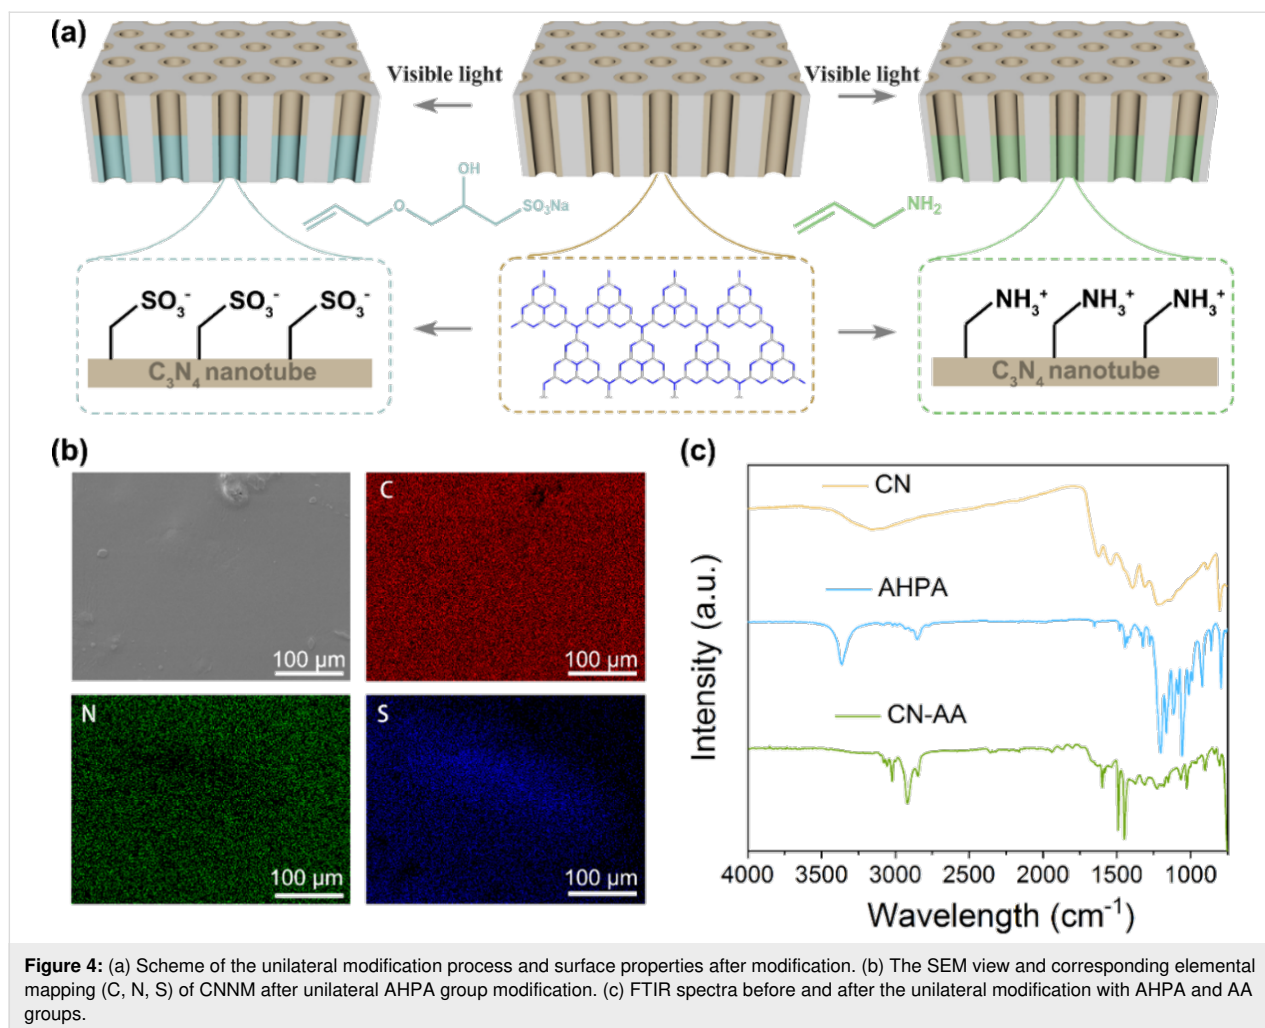 (a)
Visible light
Visible light
OH
O
SO₃Na
NH₂
SO₃⁻ SO₃⁻ SO₃⁻
C₃N₄ nanotube
NH₃⁺ NH₃⁺ NH₃⁺
C₃N₄ nanotube
(b)
C
100 μm
100 μm
N
S
100 μm
100 μm
(c)
CN
AHPA
CN-AA
Intensity (a.u.)
4000 3500 3000 2500 2000 1500 1000
Wavelength (cm⁻¹)
Figure 4: (a) Scheme of the unilateral modification process and surface properties after modification. (b) The SEM view and corresponding elemental
mapping (C, N, S) of CNNM after unilateral AHPA group modification. (c) FTIR spectra before and after the unilateral modification with AHPA and AA
groups.